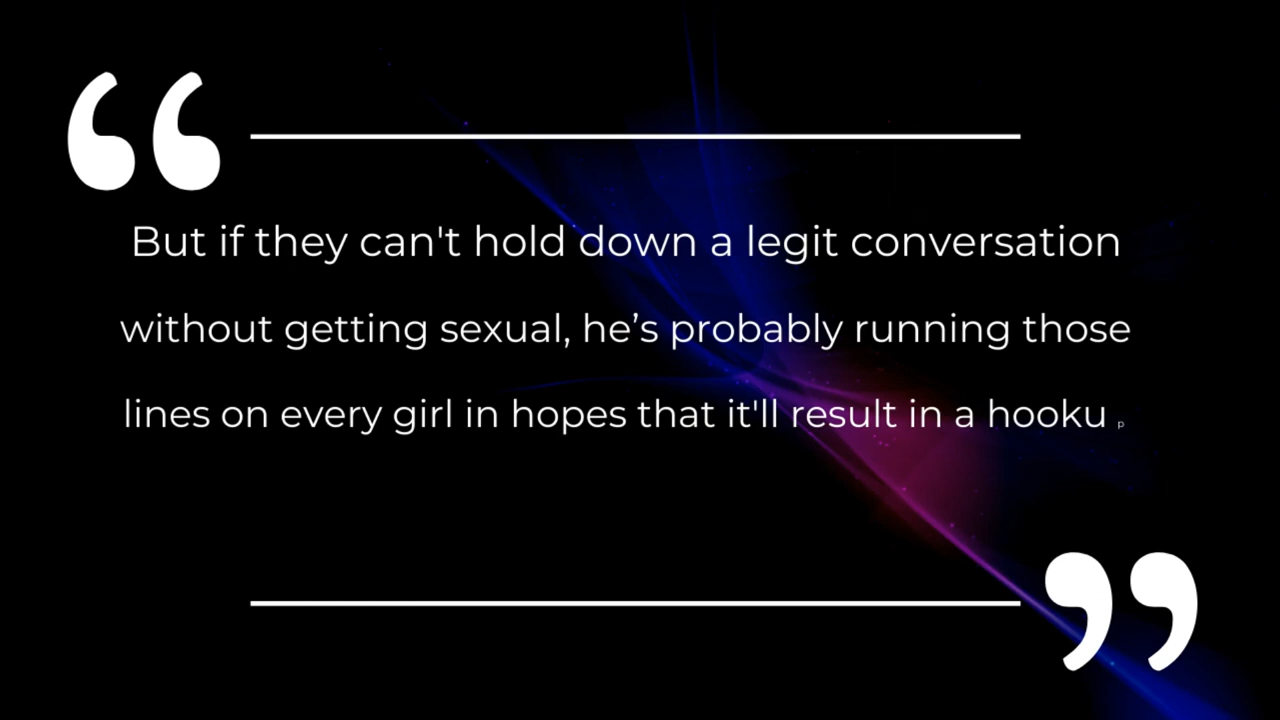 But if they can't hold down a legit conversation
without getting sexual, he’s probably running those
lines on every girl in hopes that it'll result in a hooku p